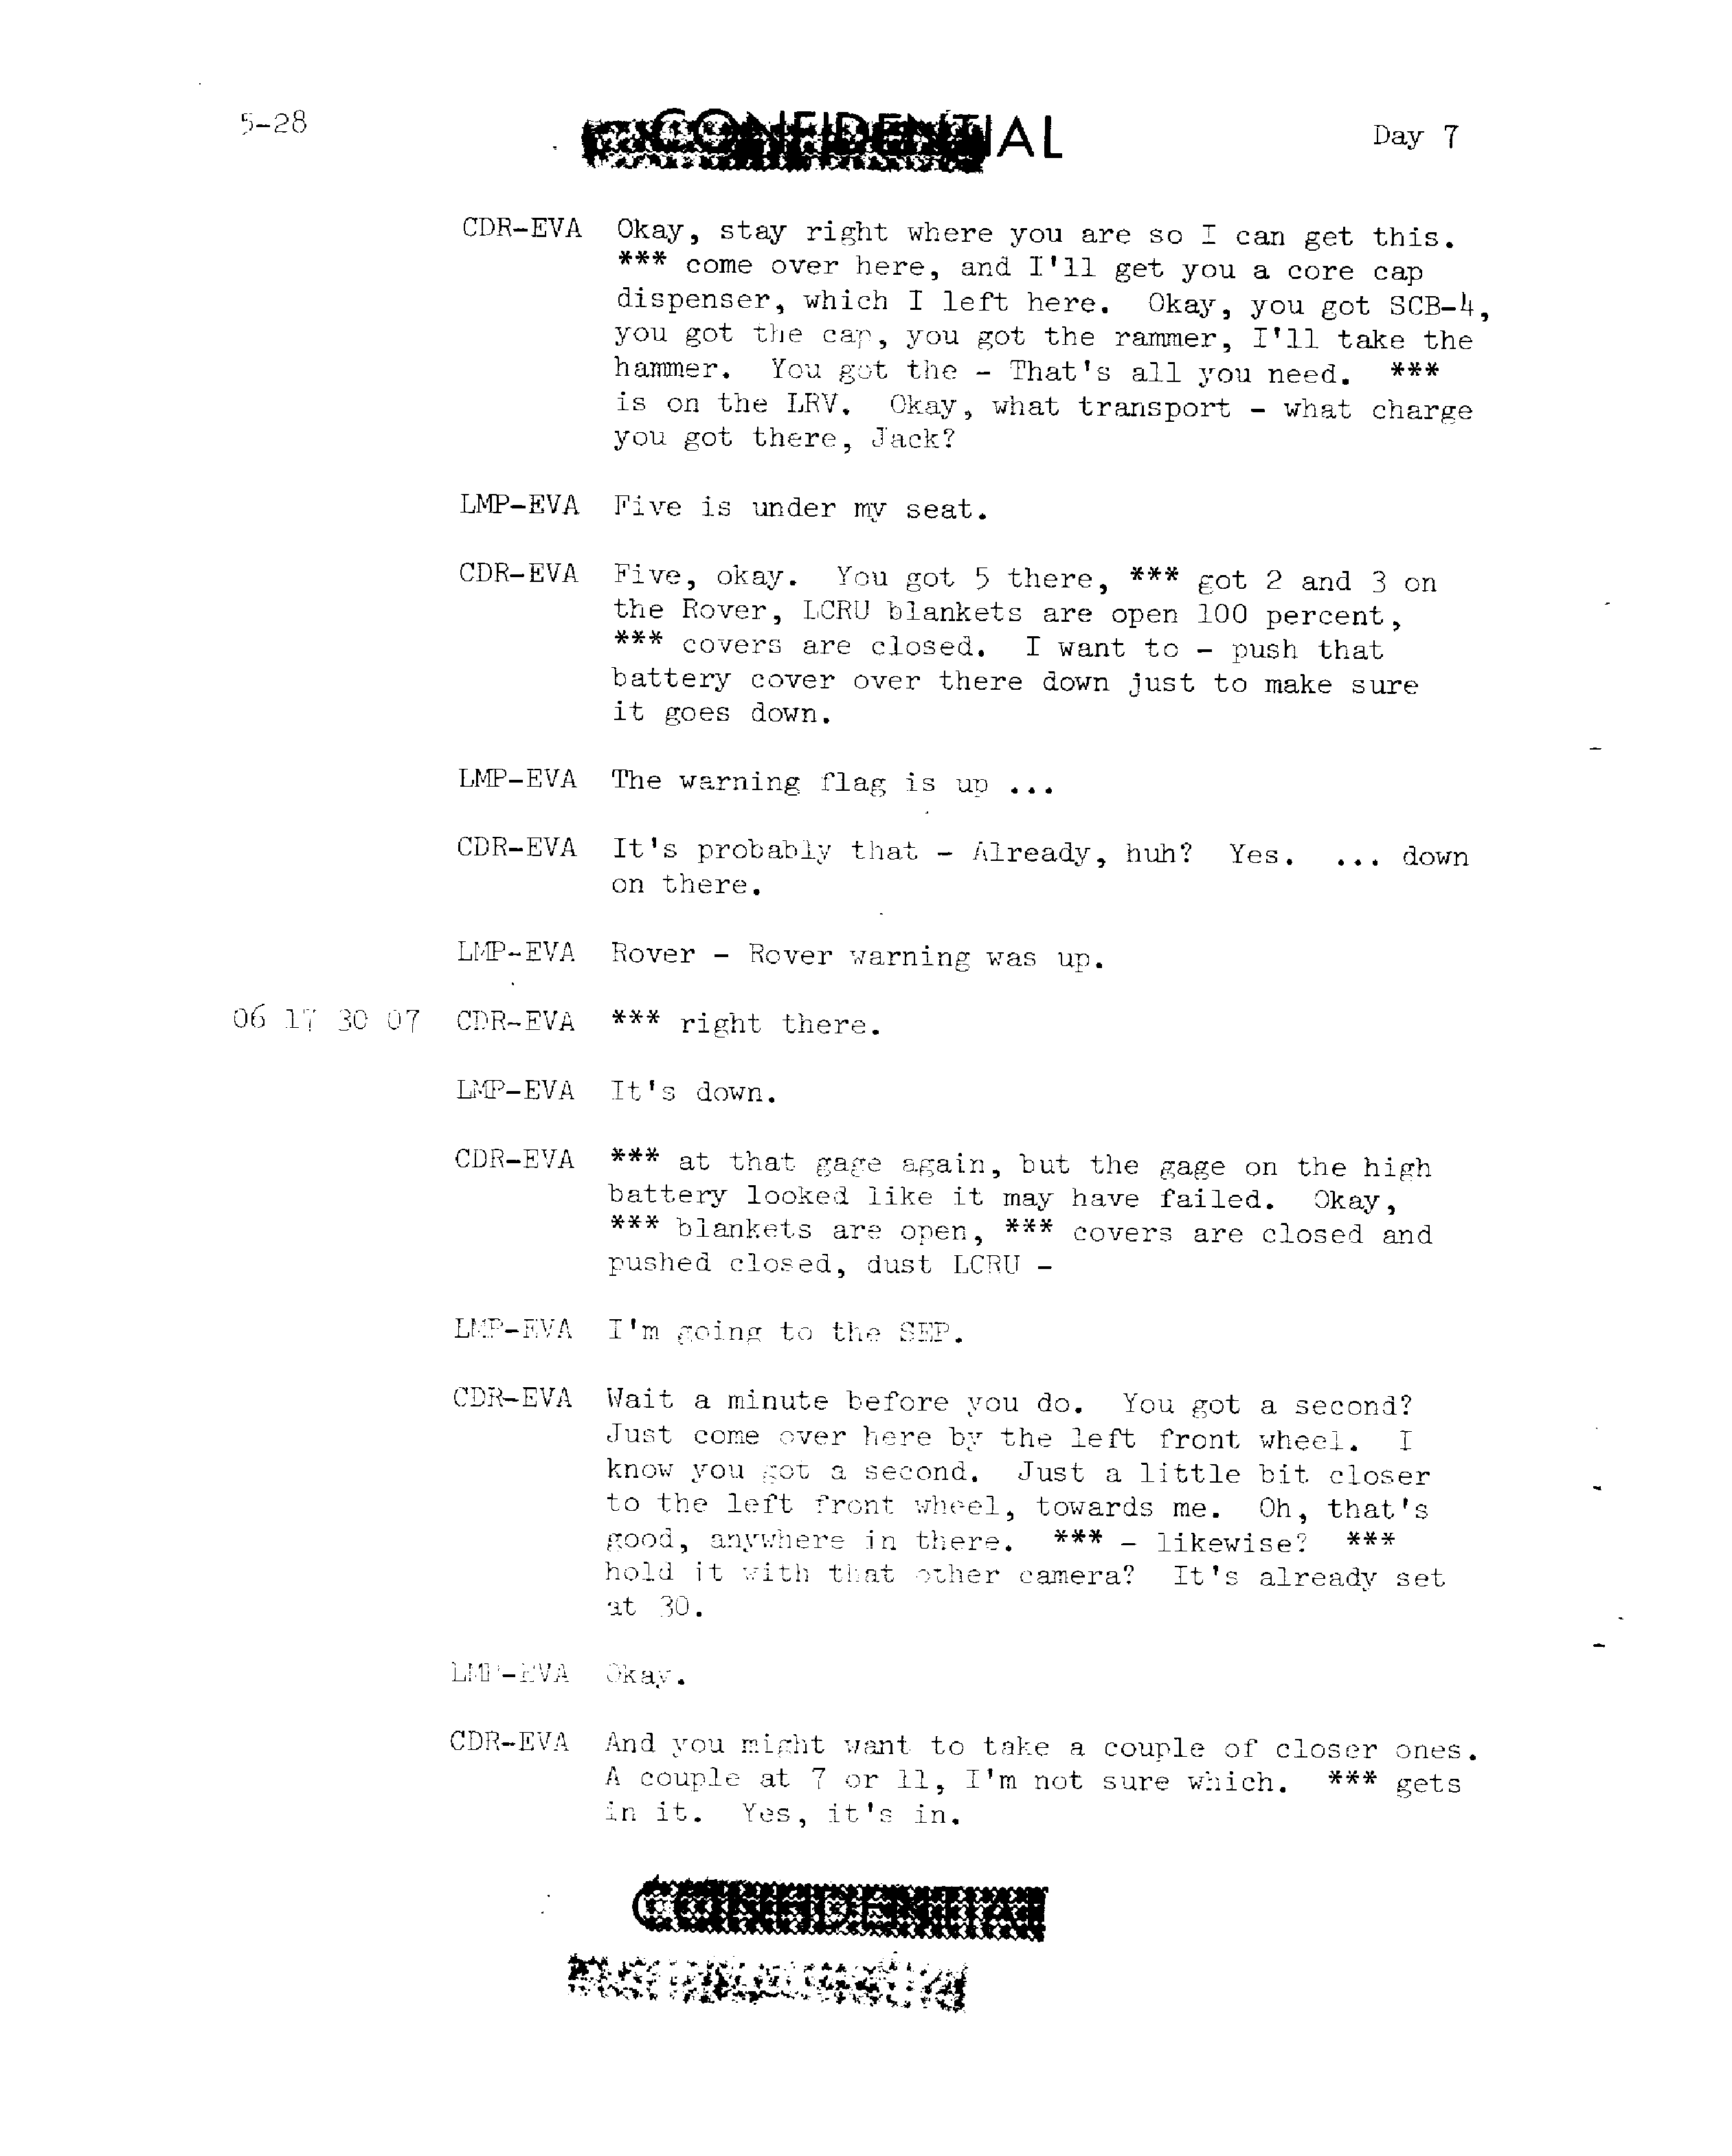 5-28
CONFIDENTIAL
Day 7
CDR-EVA Okay, stay right where you are so I can get this.
*** come over here, and I'll get you a core cap
dispenser, which I left here. Okay, you got SCB-4,
you got the cap, you got the rammer, I'll take the
hammer. You got the - That's all you need. ***
is on the LRV. Okay, what transport - what charge
you got there, Jack?
LMP-EVA Five is under my seat.
CDR-EVA Five, okay. You got 5 there, *** got 2 and 3 on
the Rover, LCRU blankets are open 100 percent,
*** covers are closed. I want to - push that
battery cover over there down just to make sure
it goes down.
LMP-EVA The warning flag is up ...
CDR-EVA It's probably that - Already, huh? Yes. ... down
on there.
LMP-EVA Rover - Rover warning was up.
06 17 30 07 CDR-EVA *** right there.
LMP-EVA It's down.
CDR-EVA *** at that gage again, but the gage on the high
battery looked like it may have failed. Okay,
*** blankets are open, *** covers are closed and
pushed closed, dust LCRU -
LMP-EVA I'm going to the SEP.
CDR-EVA Wait a minute before you do. You got a second?
Just come over here by the left front wheel. I
know you got a second. Just a little bit closer
to the left front wheel, towards me. Oh, that's
good, anywhere in there. *** - likewise? ***
hold it with that other camera? It's already set
at 30.
LMP-EVA Okay.
CDR-EVA And you might want to take a couple of closer ones.
A couple at 7 or 11, I'm not sure which. *** gets
in it. Yes, it's in.
CONFIDENTIAL